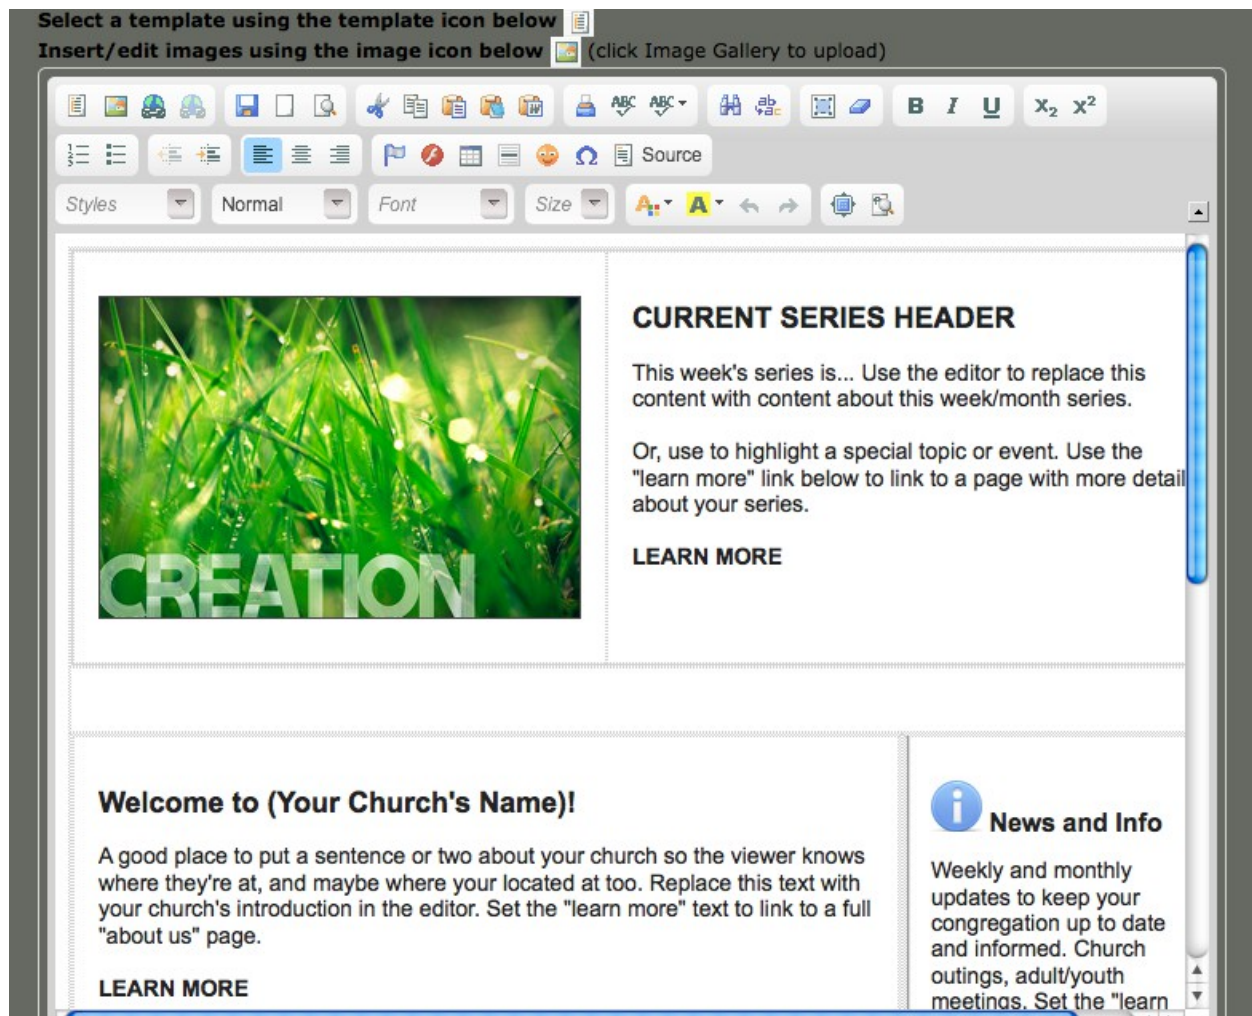 Select a template using the template icon below
Insert/edit images using the image icon below (click Image Gallery to upload)
ABC ABC
B I U X₂ X²
Source
Styles Normal Font Size A A
CREATION
CURRENT SERIES HEADER
This week's series is... Use the editor to replace this
content with content about this week/month series.
Or, use to highlight a special topic or event. Use the
"learn more" link below to link to a page with more detail
about your series.
LEARN MORE
Welcome to (Your Church's Name)!
A good place to put a sentence or two about your church so the viewer knows
where they're at, and maybe where your located at too. Replace this text with
your church's introduction in the editor. Set the "learn more" text to link to a full
"about us" page.
LEARN MORE
i News and Info
Weekly and monthly
updates to keep your
congregation up to date
and informed. Church
outings, adult/youth
meetings. Set the "learn